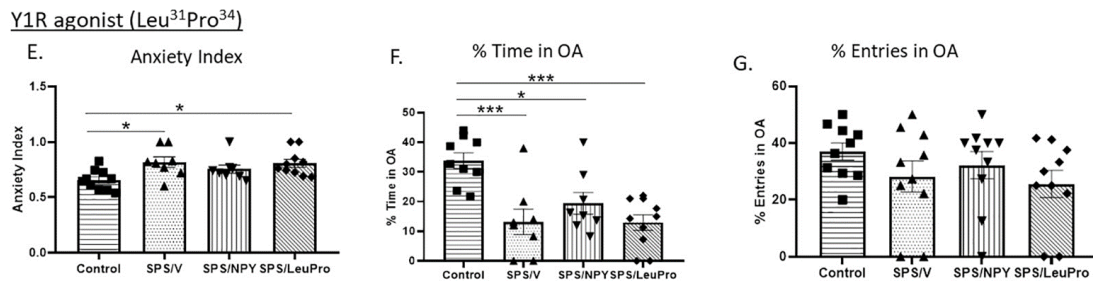 Y1R agonist (Leu31Pro34)
E.
Anxiety Index
Anxiety Index
1.5
1.0
0.5
0.0
*
*
Control SPS/V SPS/NPY SPS/LeuPro
F.
% Time in OA
% Time in OA
50
40
30
20
10
0
***
*
***
Control SPS/V SPS/NPY SPS/LeuPro
G.
% Entries in OA
% Entries in OA
60
40
20
0
Control SPS/V SPS/NPY SPS/LeuPro